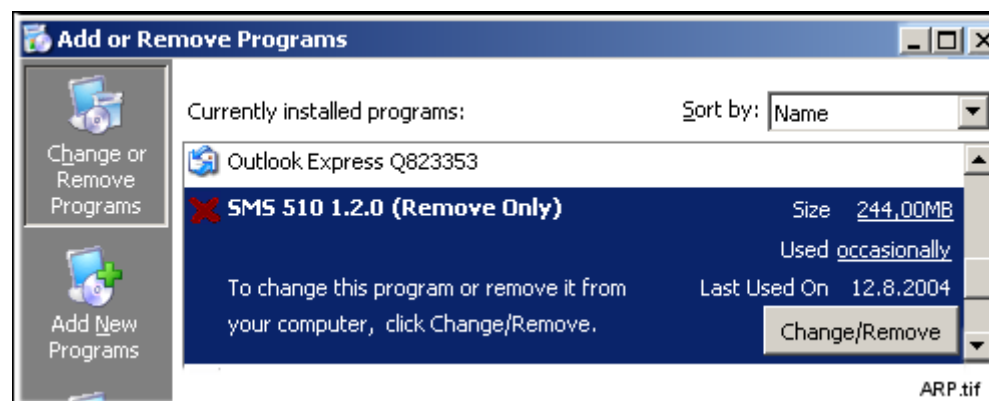 Add or Remove Programs
Change or
Remove
Programs
Add New
Programs
Currently installed programs:
Sort by: Name
Outlook Express Q823353
SMS 510 1.2.0 (Remove Only)
Size 244,00MB
Used occasionally
To change this program or remove it from
your computer, click Change/Remove.
Last Used On 12.8.2004
Change/Remove
ARP.tif